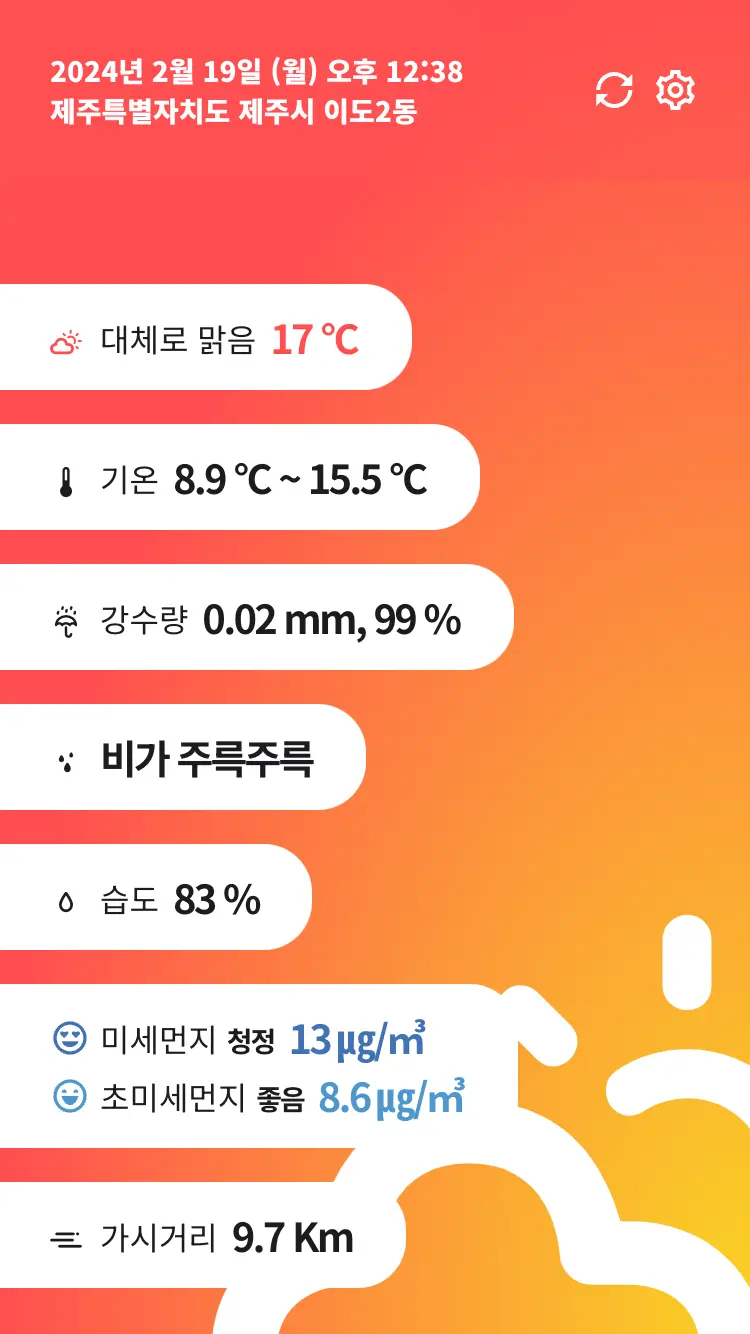 2024년 2월 19일 (월) 오후 12:38
제주특별자치도 제주시 이도2동
대체로 맑음 17 °C
기온 8.9 °C ~ 15.5 °C
강수량 0.02 mm, 99 %
비가 주륵주륵
습도 83 %
미세먼지 청정 13 μg/㎥
초미세먼지 좋음 8.6 μg/㎥
가시거리 9.7 Km